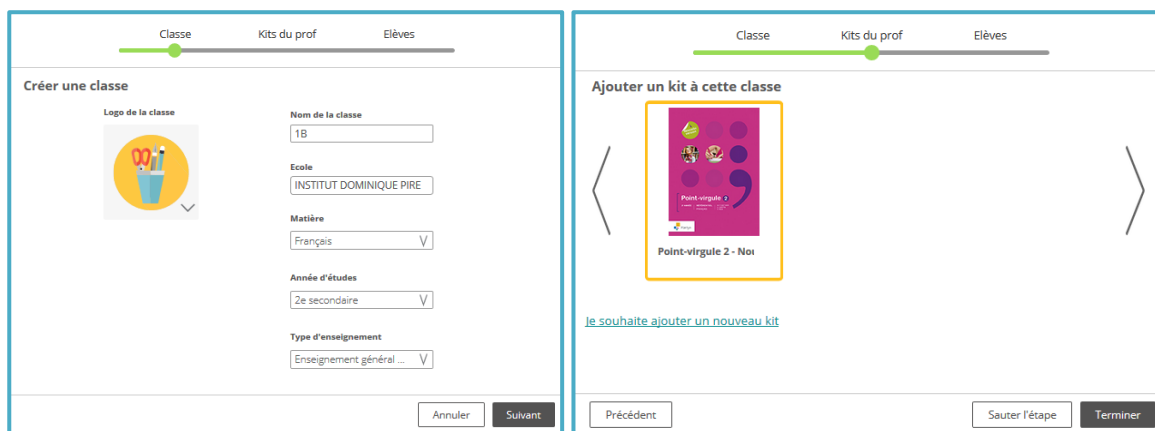 Classe
Kits du prof
Elèves
Créer une classe
Logo de la classe
Nom de la classe
1B
Ecole
INSTITUT DOMINIQUE PIRE
Matière
Français
Année d'études
2e secondaire
Type d'enseignement
Enseignement général ...
Annuler
Suivant
Classe
Kits du prof
Elèves
Ajouter un kit à cette classe
Point-virgule 2
Point-virgule 2 - Nou
Je souhaite ajouter un nouveau kit
Précédent
Sauter l'étape
Terminer